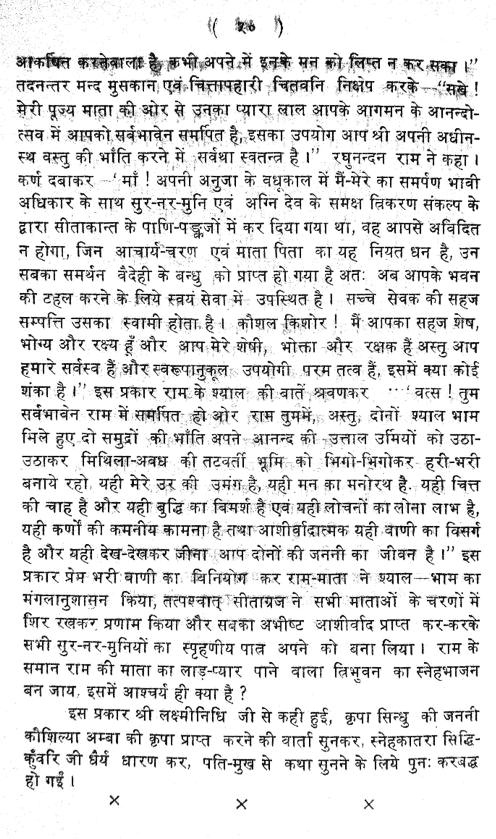 ( २६ )
आकर्षित करनेवाला है, कभी अपने में इनके मन को लिप्त न कर सका।"
तदनन्तर मन्द मुसकान एवं चित्तापहारी चितवनि निक्षेप करके—"सखे !
मेरी पूज्य माता की ओर से उनका प्यारा लाल आपके आगमन के आनन्दो-
त्सव में आपको सर्वभावेन समर्पित है, इसका उपयोग आप श्री अपनी अधीन-
स्थ वस्तु की भाँति करने में सर्वथा स्वतन्त्र है।" रघुनन्दन राम ने कहा।
कर्ण दबाकर —'माँ ! अपनी अनुजा के वधूकाल में मैं-मेरे का समर्पण भावी
अधिकार के साथ सुर-नर-मुनि एवं अग्नि देव के समक्ष त्रिकरण संकल्प के
द्वारा सीताकान्त के पाणि-पङ्कजों में कर दिया गया था, वह आपसे अविदित
न होगा, जिन आचार्य-चरण एवं माता पिता का यह नियत धन है, उन
सबका समर्थन वैदेही के बन्धु को प्राप्त हो गया है अतः अब आपके भवन
की टहल करने के लिये स्वयं सेवा में उपस्थित है। सच्चे सेवक की सहज
सम्पत्ति उसका स्वामी होता है। कौशल किशोर ! मैं आपका सहज शेष,
भोग्य और रक्ष्य हूँ और आप मेरे शेषी, भोक्ता और रक्षक हैं अस्तु आप
हमारे सर्वस्व हैं और स्वरूपानुकूल उपयोगी परम तत्व हैं, इसमें क्या कोई
शंका है।" इस प्रकार राम के श्याल की बातें श्रवणकर ···'वत्स ! तुम
सर्वभावेन राम में समर्पित हो और राम तुममें, अस्तु, दोनों श्याल भाम
मिले हुए दो समुद्रों की भाँति अपने आनन्द की उत्ताल उर्मियों को उठा-
उठाकर मिथिला-अवध की तटवर्ती भूमि को भिगो-भिगोकर हरी-भरी
बनाये रहो यही मेरे उर की उमंग है, यही मन का मनोरथ है. यही चित्त
की चाह है और यही बुद्धि का बिमर्श है एवं यही लोचनों का लोना लाभ है,
यही कर्णों की कमनीय कामना है तथा आशीर्वादात्मक यही वाणी का विसर्ग
है और यही देख-देखकर जीना आप दोनों की जननी का जीवन है।" इस
प्रकार प्रेम भरी बाणी का बिनियोग कर राम-माता ने श्याल—भाम का
मंगलानुशासन किया, तत्पश्चात् सीताग्रज ने सभी माताओं के चरणों में
शिर रखकर प्रणाम किया और सबका अभीष्ट आशीर्वाद प्राप्त कर-करके
सभी सुर-नर-मुनियों का स्पृहणीय पात्र अपने को बना लिया। राम के
समान राम की माता का लाड़-प्यार पाने वाला त्रिभुवन का स्नेहभाजन
बन जाय, इसमें आश्चर्य ही क्या है ?
इस प्रकार श्री लक्ष्मीनिधि जी से कही हुई, कृपा सिन्धु की जननी
कौशिल्या अम्बा की कृपा प्राप्त करने की वार्ता सुनकर, स्नेहकातरा सिद्धि-
कुँवरि जी धैर्य धारण कर, पति-मुख से कथा सुनने के लिये पुनः करबद्ध
हो गईं।
× × ×